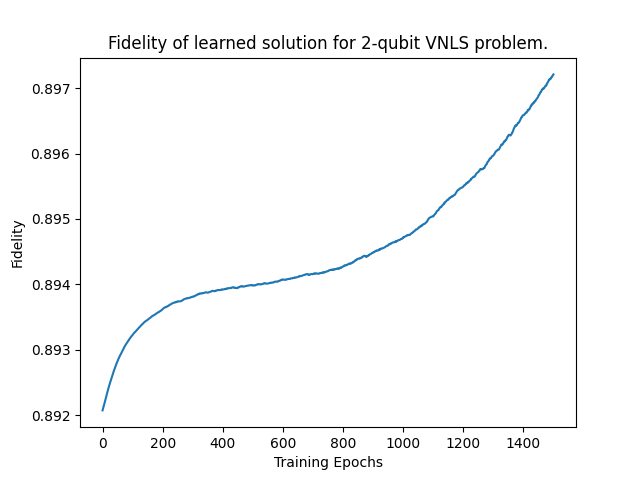 Fidelity of learned solution for 2-qubit VNLS problem.
0.897
0.896
0.895
0.894
0.893
0.892
Fidelity
0 200 400 600 800 1000 1200 1400
Training Epochs